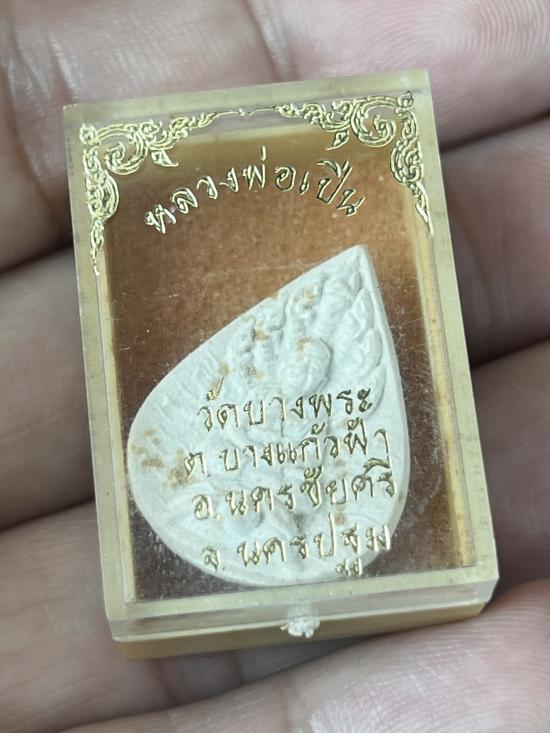 หลวงพ่อเปิ่น
วัดบางพระ
ต.บางแก้วฟ้า
อ.นครชัยศรี
จ.นครปฐม